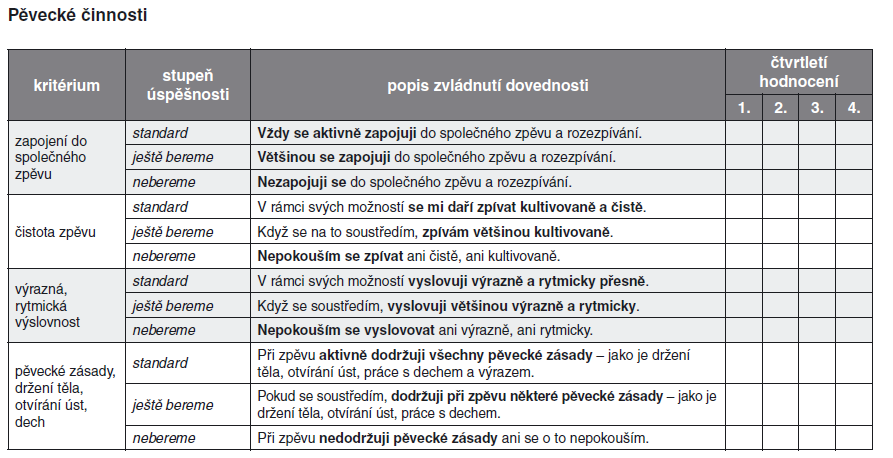 Pěvecké činnosti
kritérium
stupeň
úspěšnosti
popis zvládnutí dovednosti
čtvrtletí
hodnocení
1. 2. 3. 4.
zapojení do
společného
zpěvu
standard
Vždy se aktivně zapojuji do společného zpěvu a rozezpívání.
ještě bereme
Většinou se zapojuji do společného zpěvu a rozezpívání.
nebereme
Nezapojuji se do společného zpěvu a rozezpívání.
čistota zpěvu
standard
V rámci svých možností se mi daří zpívat kultivovaně a čistě.
ještě bereme
Když se na to soustředím, zpívám většinou kultivovaně.
nebereme
Nepokouším se zpívat ani čistě, ani kultivovaně.
výrazná,
rytmická
výslovnost
standard
V rámci svých možností vyslovuji výrazně a rytmicky přesně.
ještě bereme
Když se soustředím, vyslovuji většinou výrazně a rytmicky.
nebereme
Nepokouším se vyslovovat ani výrazně, ani rytmicky.
pěvecké zásady,
držení těla,
otvírání úst,
dech
standard
Při zpěvu aktivně dodržuji všechny pěvecké zásady – jako je držení
těla, otvírání úst, práce s dechem a výrazem.
ještě bereme
Pokud se soustředím, dodržuji při zpěvu některé pěvecké zásady – jako je
držení těla, otvírání úst, práce s dechem.
nebereme
Při zpěvu nedodržuji pěvecké zásady ani se o to nepokouším.